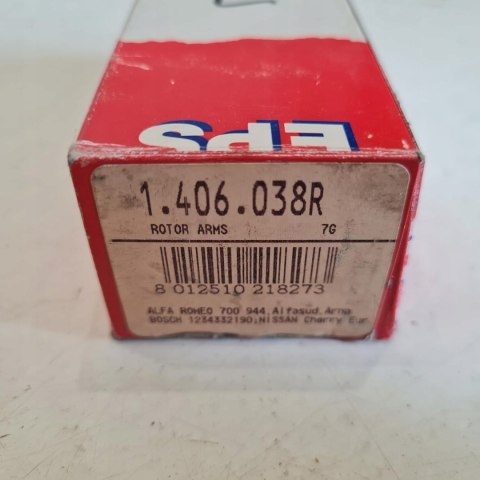 EPS
1.406.038R
ROTOR ARMS 7G
8 012510 218273
ALFA ROMEO 700 944,Alfasud,Arna
BOSCH 1234332190,NISSAN Cherry Eur